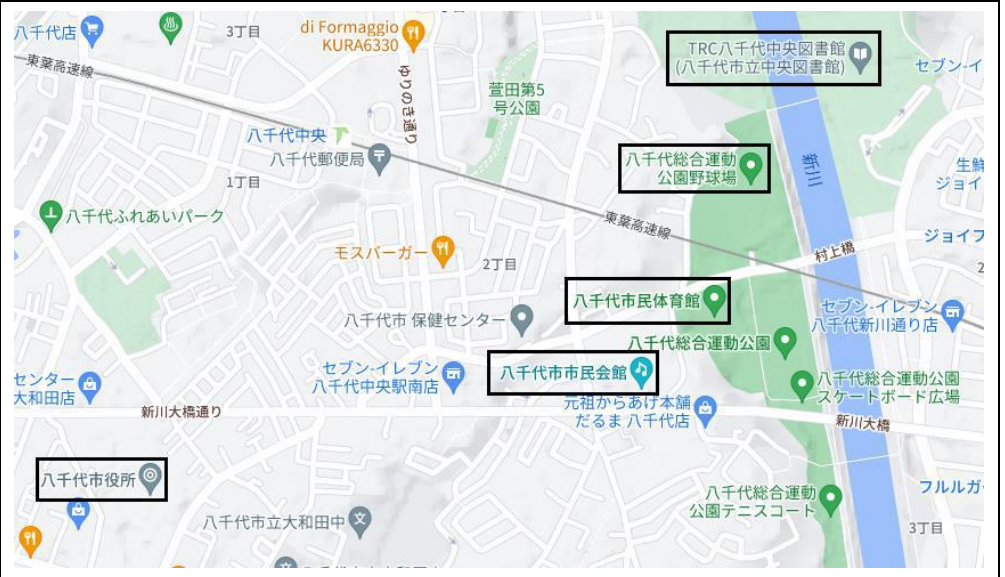 八千代店
3丁目
di Formaggio
KURA6330
TRC八千代中央図書館
(八千代市立中央図書館)
セブン-イ
東葉高速線
ゆりのき通り
萱田第5
号公園
八千代中央
八千代郵便局
八千代総合運動
公園野球場
新川
生鮮
ジョイ
1丁目
八千代ふれあいパーク
東葉高速線
モスバーガー
2丁目
村上橋
ジョイフ
2
八千代市民体育館
セブン-イレブン
八千代新川通り店
八千代市 保健センター
八千代総合運動公園
セブン-イレブン
八千代中央駅南店
八千代市市民会館
センター
大和田店
八千代総合運動公園
スケートボード広場
新川大橋通り
元祖からあげ本舗
だるま 八千代店
新川大橋
八千代市役所
八千代総合運動
公園テニスコート
フルルガ
八千代市立大和田中
3丁目